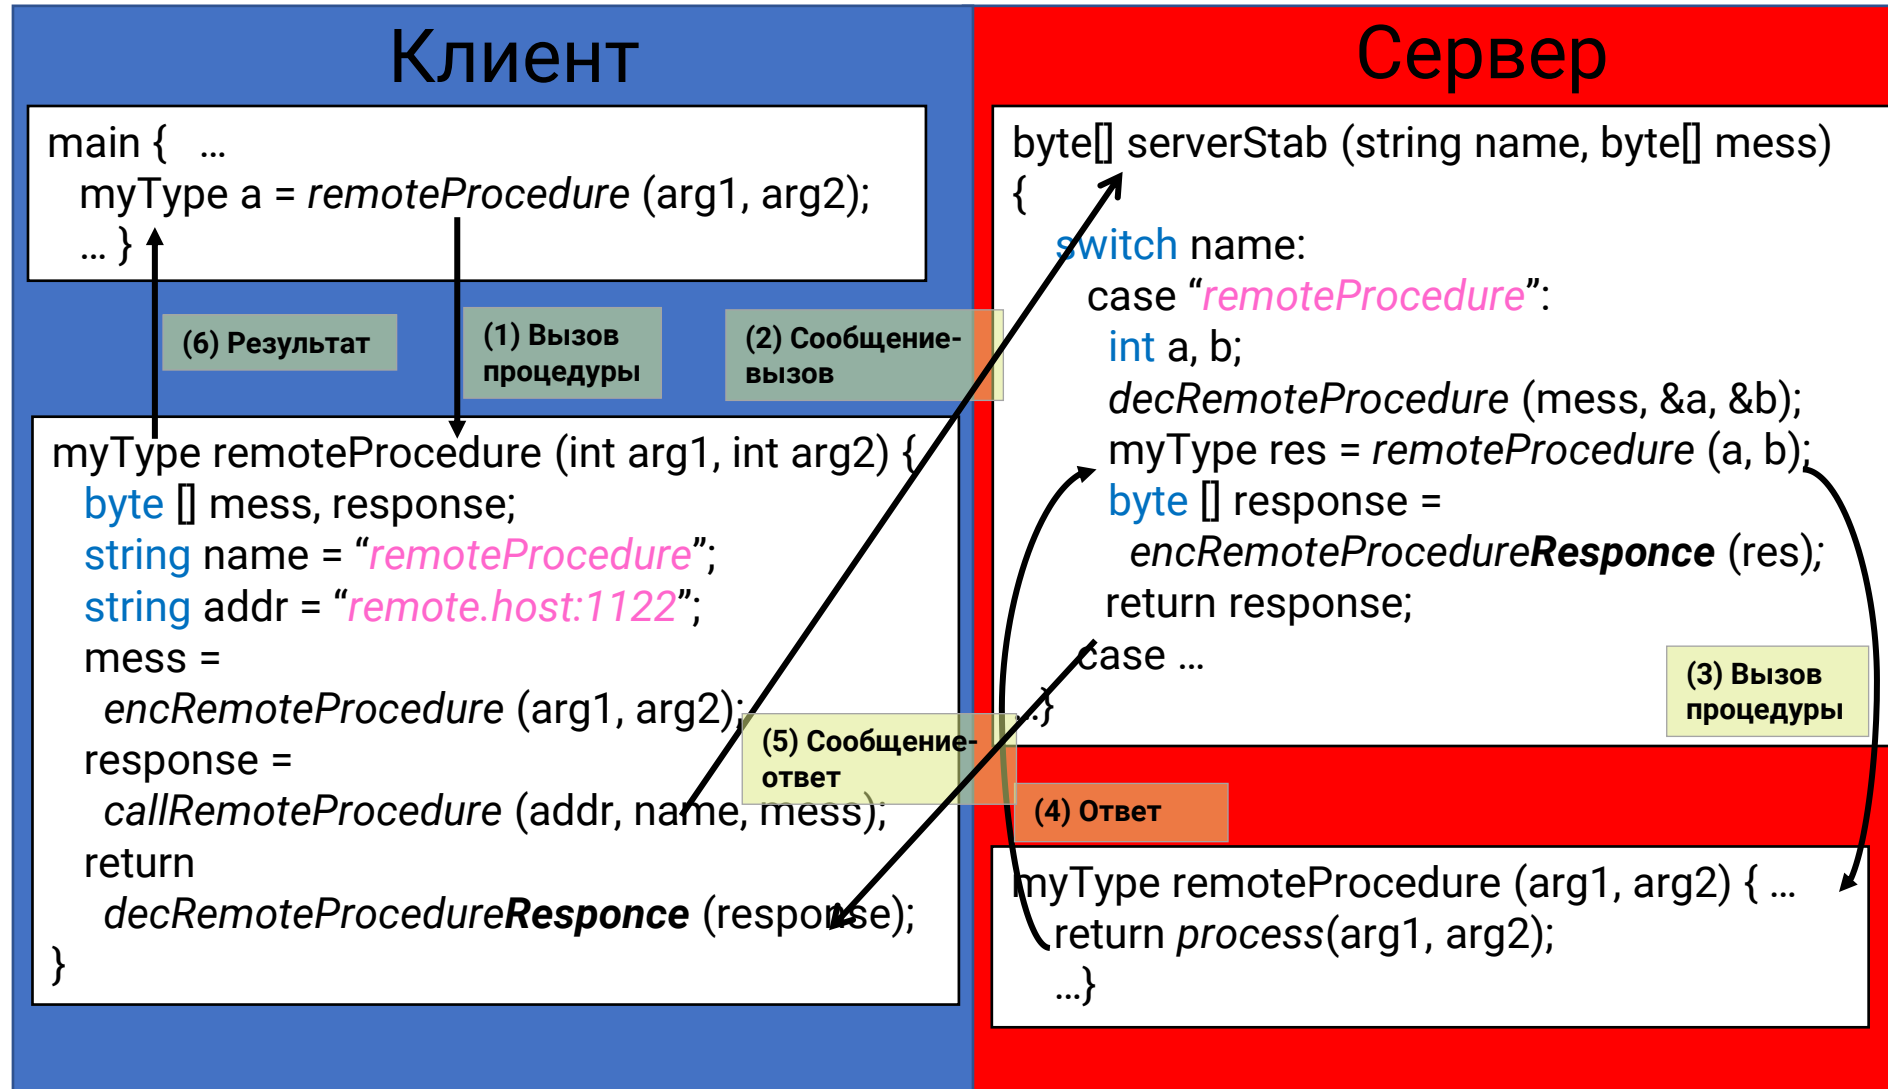 Клиент
main {   …
myType a = remoteProcedure (arg1, arg2);
… }
(6) Результат
(1) Вызов
процедуры
(2) Сообщение-
вызов
myType remoteProcedure (int arg1, int arg2) {
byte [] mess, response;
string name = “remoteProcedure”;
string addr = “remote.host:1122”;
mess =
encRemoteProcedure (arg1, arg2);
response =
callRemoteProcedure (addr, name, mess);
return
decRemoteProcedureResponce (response);
}
(5) Сообщение-
ответ
Сервер
byte[] serverStab (string name, byte[] mess)
{
switch name:
case “remoteProcedure”:
int a, b;
decRemoteProcedure (mess, &a, &b);
myType res = remoteProcedure (a, b);
byte [] response =
encRemoteProcedureResponce (res);
return response;
case …
…}
(3) Вызов
процедуры
(4) Ответ
myType remoteProcedure (arg1, arg2) { …
return process(arg1, arg2);
…}